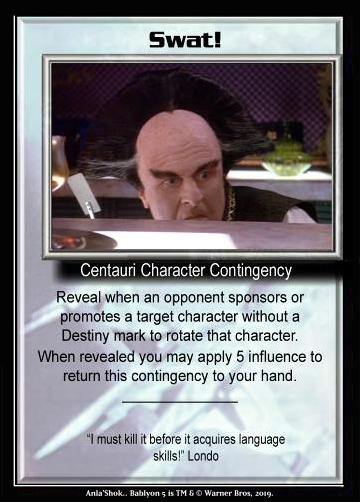 Swat!
Centauri Character Contingency
Reveal when an opponent sponsors or
promotes a target character without a
Destiny mark to rotate that character.
When revealed you may apply 5 influence to
return this contingency to your hand.
“I must kill it before it acquires language
skills!” Londo
Anla'Shok.. Bablyon 5 is TM & © Warner Bros, 2019.